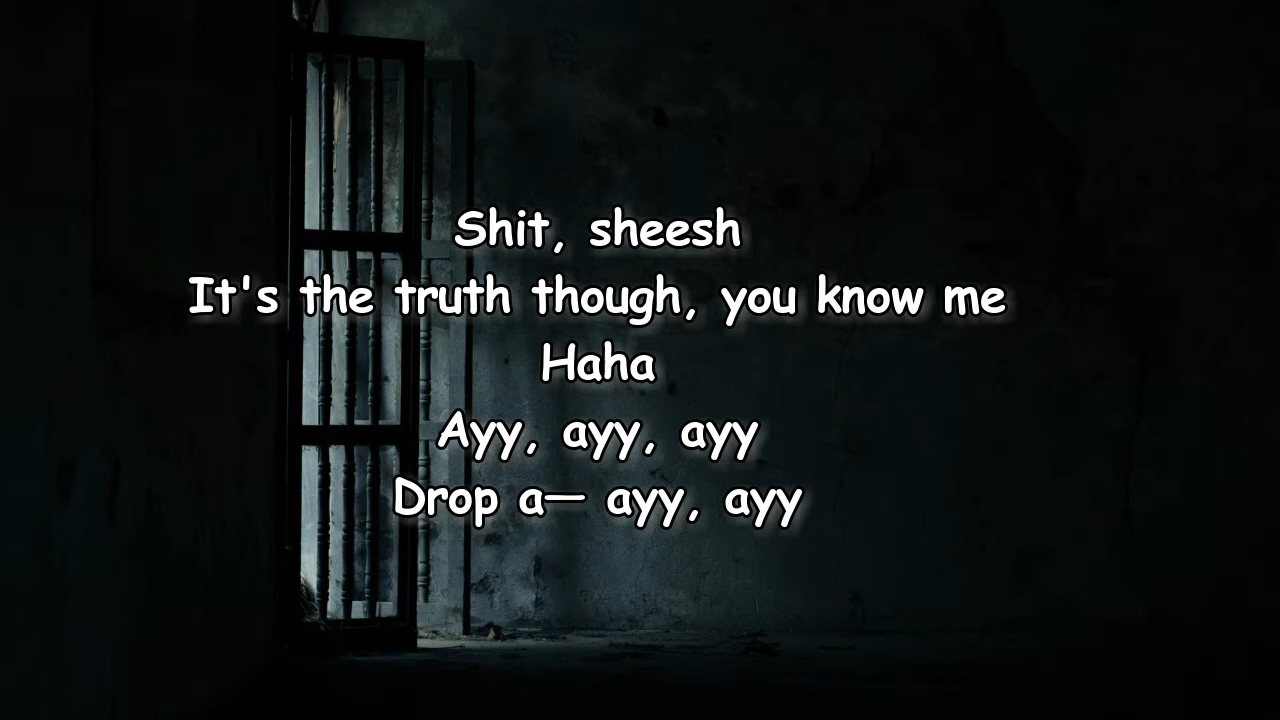 Shit, sheesh
It's the truth though, you know me
Haha
Ayy, ayy, ayy
Drop a— ayy, ayy